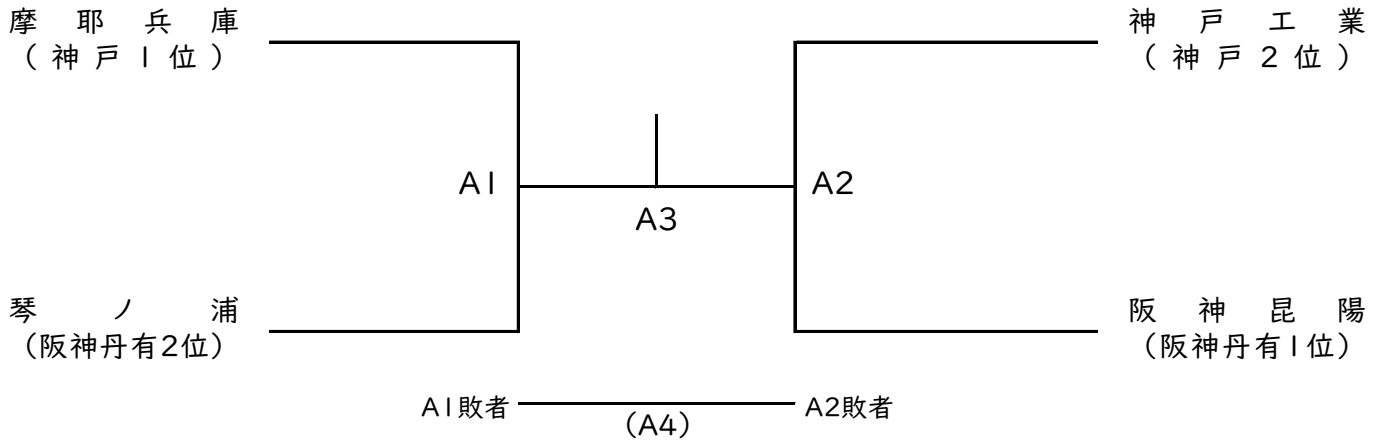 摩耶兵庫
(神戸1位)
神戸工業
(神戸2位)
A1
A2
A3
琴ノ浦
(阪神丹有2位)
阪神昆陽
(阪神丹有1位)
A1敗者
(A4)
A2敗者